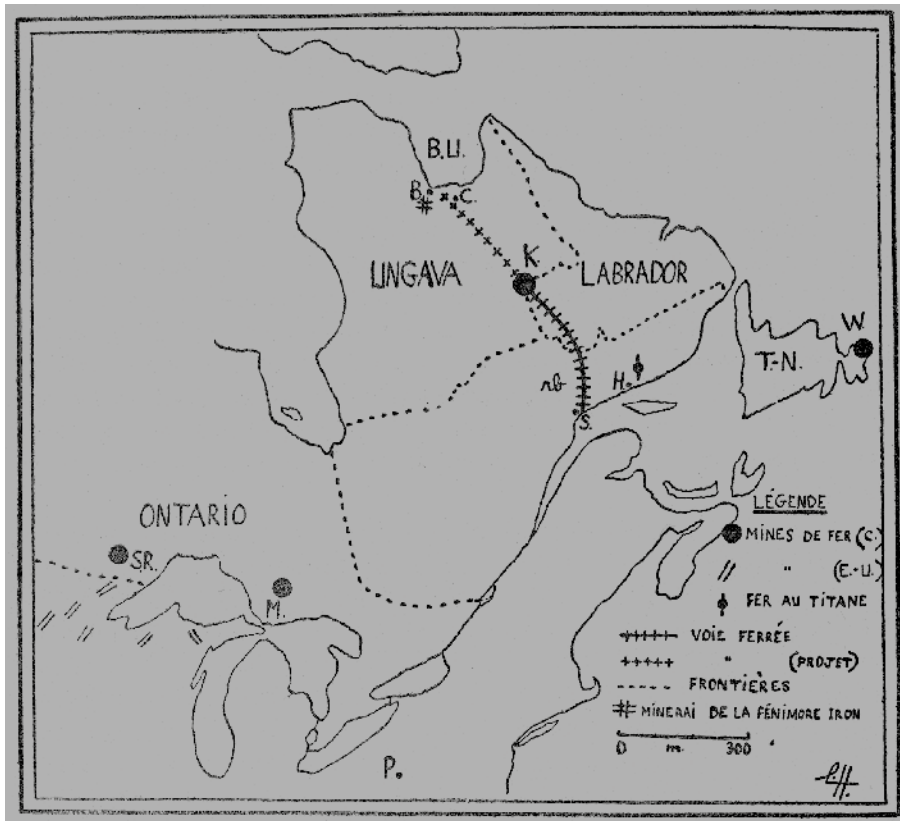 B.U.
B.
C.
K
UNGAVA
LABRADOR
W.
T.-N.
nb
H.
S.
ONTARIO
S.R.
M.
P.
LÉGENDE
MINES DE FER (C.)
" (E.-U.)
FER AU TITANE
VOIE FERRÉE
" (PROJET)
FRONTIÈRES
MINERAI DE LA FÉNIMORE IRON
0 m. 300